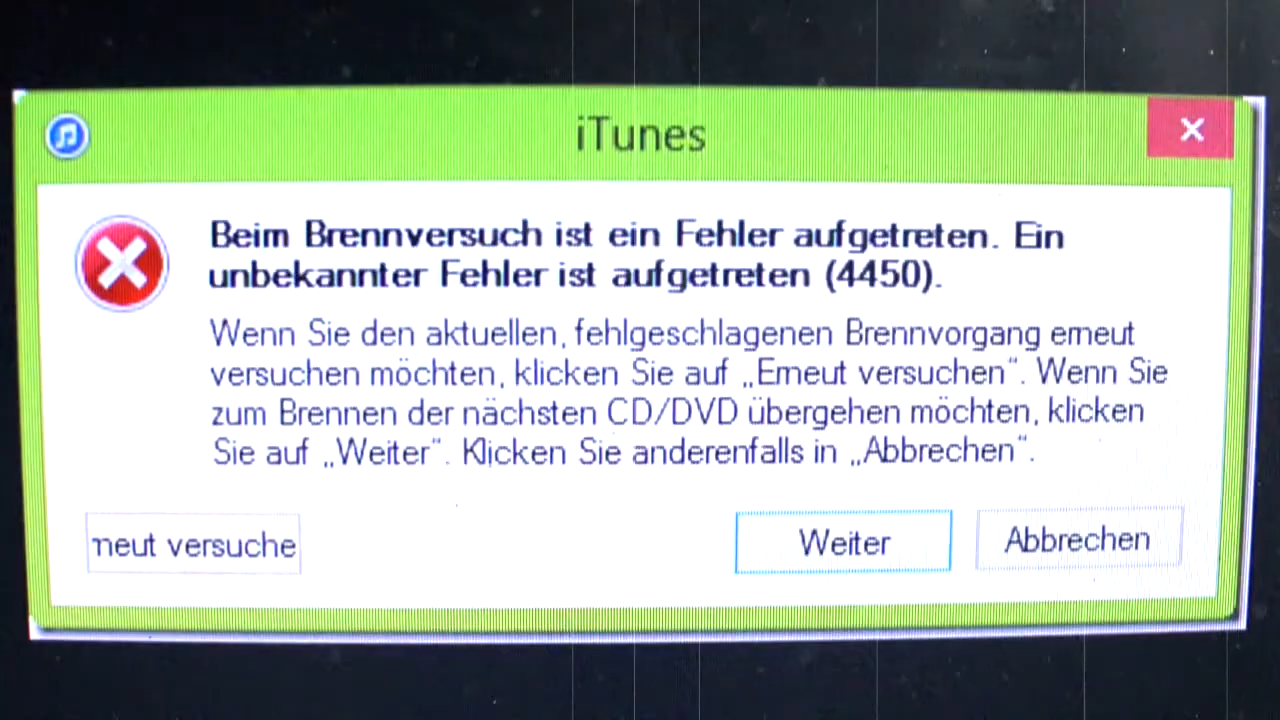 iTunes
Beim Brennversuch ist ein Fehler aufgetreten. Ein
unbekannter Fehler ist aufgetreten (4450).
Wenn Sie den aktuellen, fehlgeschlagenen Brennvorgang erneut
versuchen möchten, klicken Sie auf „Erneut versuchen“. Wenn Sie
zum Brennen der nächsten CD/DVD übergehen möchten, klicken
Sie auf „Weiter“. Klicken Sie anderenfalls in „Abbrechen“.
neut versuche
Weiter
Abbrechen